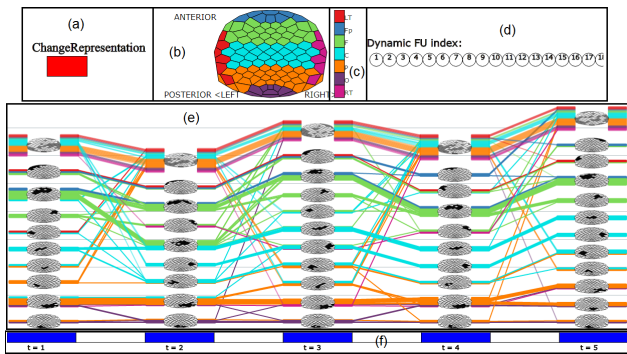 (a)
ChangeRepresentation
ANTERIOR
(b)
POSTERIOR <LEFT
RIGHT>
LT
FP
F
C
P
O
RT
(c)
(d)
Dynamic FU index:
1 2 3 4 5 6 7 8 9 10 11 12 13 14 15 16 17
(e)
(f)
t = 1
t = 2
t = 3
t = 4
t = 5